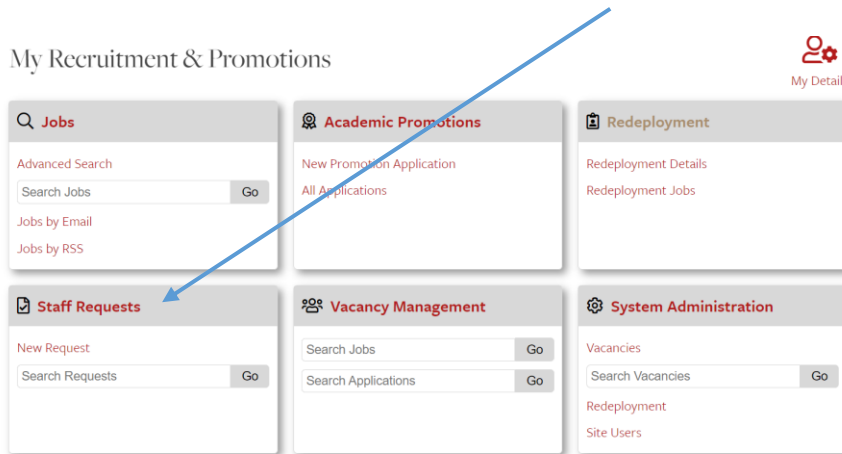 My Recruitment & Promotions
My Detail
Jobs
Advanced Search
Search Jobs Go
Jobs by Email
Jobs by RSS
Academic Promotions
New Promotion Application
All Applications
Redeployment
Redeployment Details
Redeployment Jobs
Staff Requests
New Request
Search Requests Go
Vacancy Management
Search Jobs Go
Search Applications Go
System Administration
Vacancies
Search Vacancies Go
Redeployment
Site Users